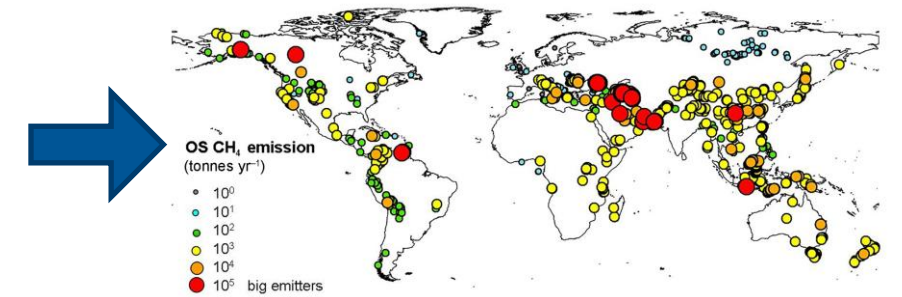 OS CH₄ emission
(tonnes yr⁻¹)
10⁰
10¹
10²
10³
10⁴
10⁵ big emitters